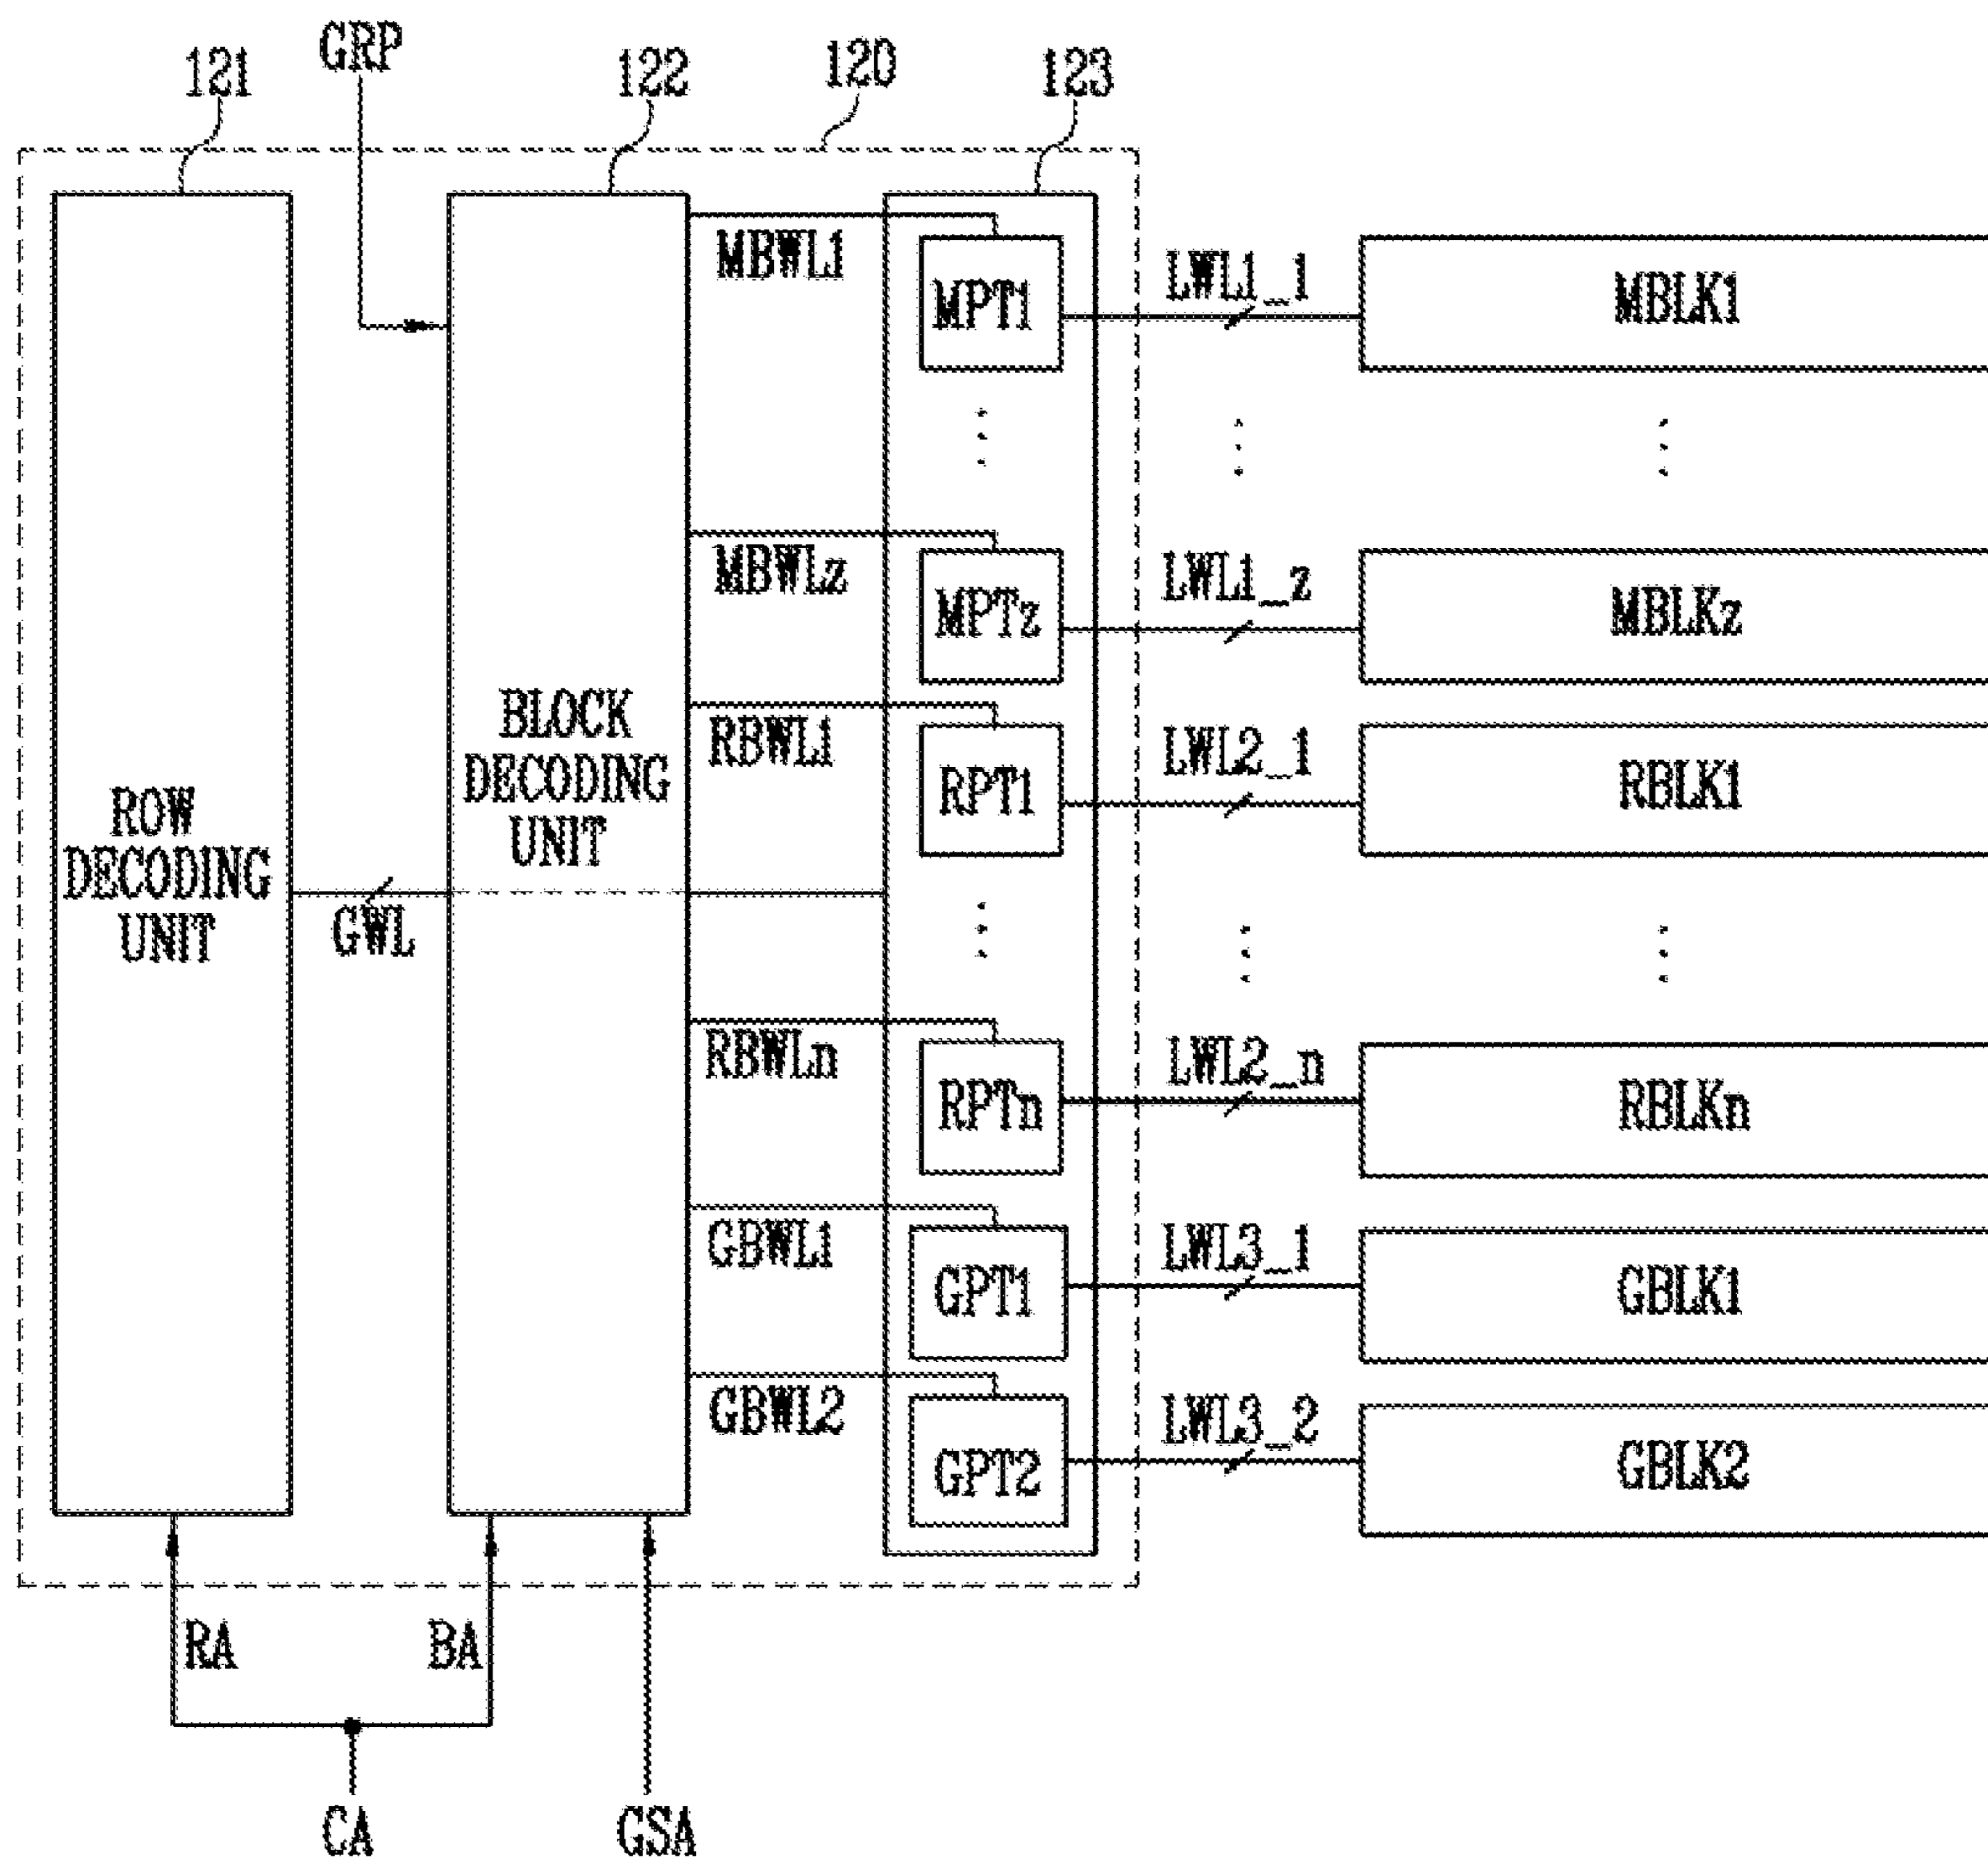 GRP
121
122
120
123
MBWL1
MPT1
LWL1_1
MBLK1
MBWLz
MPTz
LWL1_z
MBLKz
ROW
DECODING
UNIT
GWL
BLOCK
DECODING
UNIT
RBWL1
RPT1
LWL2_1
RBLK1
RBWLn
RPTn
LWL2_n
RBLKn
GBWL1
GPT1
LWL3_1
GBLK1
GBWL2
GPT2
LWL3_2
GBLK2
RA
BA
CA
GSA